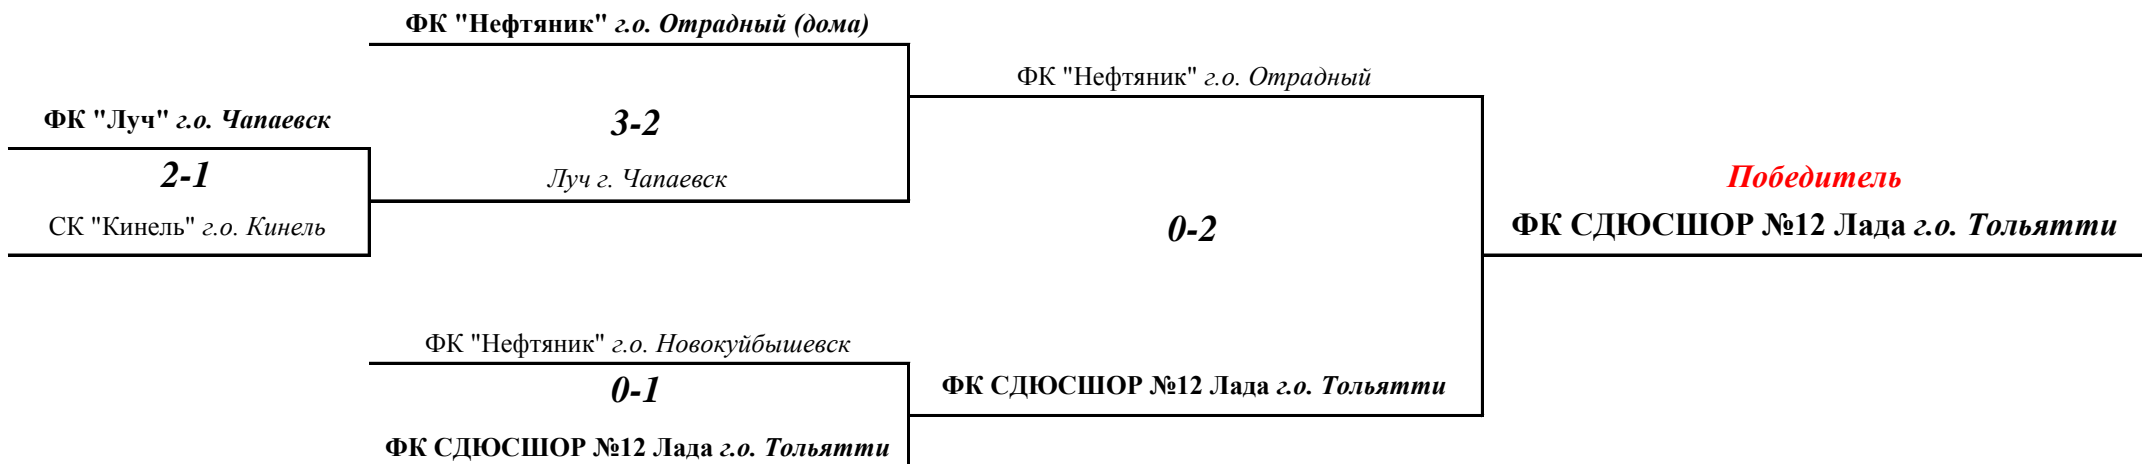 ФК "Нефтяник" г.о. Отрадный (дома)
ФК "Нефтяник" г.о. Отрадный
ФК "Луч" г.о. Чапаевск
3-2
2-1
Луч г. Чапаевск
Победитель
СК "Кинель" г.о. Кинель
0-2
ФК СДЮСШОР №12 Лада г.о. Тольятти
ФК "Нефтяник" г.о. Новокуйбышевск
0-1
ФК СДЮСШОР №12 Лада г.о. Тольятти
ФК СДЮСШОР №12 Лада г.о. Тольятти